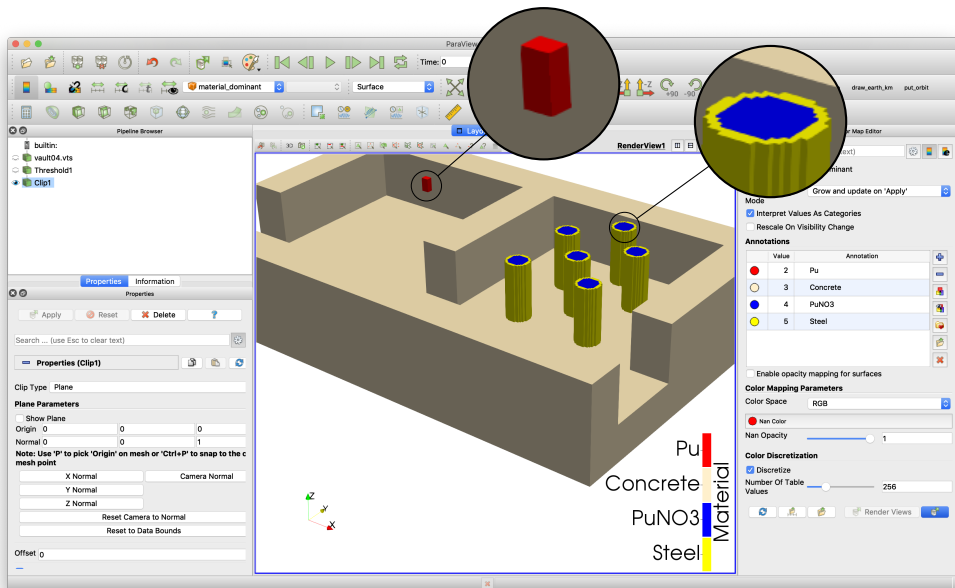 ParaView
Time: 0
material_dominant
Surface
-Z
+90
-90
draw_earth_km
put_orbit
Pipeline Browser
Layou
Map Editor
builtin:
vault04.vts
Threshold1
Clip1
RenderView1
text)
minant
Grow and update on 'Apply'
Mode
Interpret Values As Categories
Rescale On Visibility Change
Annotations
Value Annotation
2 Pu
3 Concrete
4 PuNO3
5 Steel
Enable opacity mapping for surfaces
Color Mapping Parameters
Color Space RGB
Nan Color
Nan Opacity 1
Color Discretization
Discretize
Number Of Table Values 256
Render Views
Properties Information
Properties
Apply Reset Delete ?
Search ... (use Esc to clear text)
Properties (Clip1)
Clip Type Plane
Plane Parameters
Show Plane
Origin 0 0 0
Normal 0 0 1
Note: Use 'P' to pick 'Origin' on mesh or 'Ctrl+P' to snap to the c
mesh point
X Normal Camera Normal
Y Normal
Z Normal
Reset Camera to Normal
Reset to Data Bounds
Offset 0
Z
Y
X
Pu
Concrete
PuNO3
Steel
Material